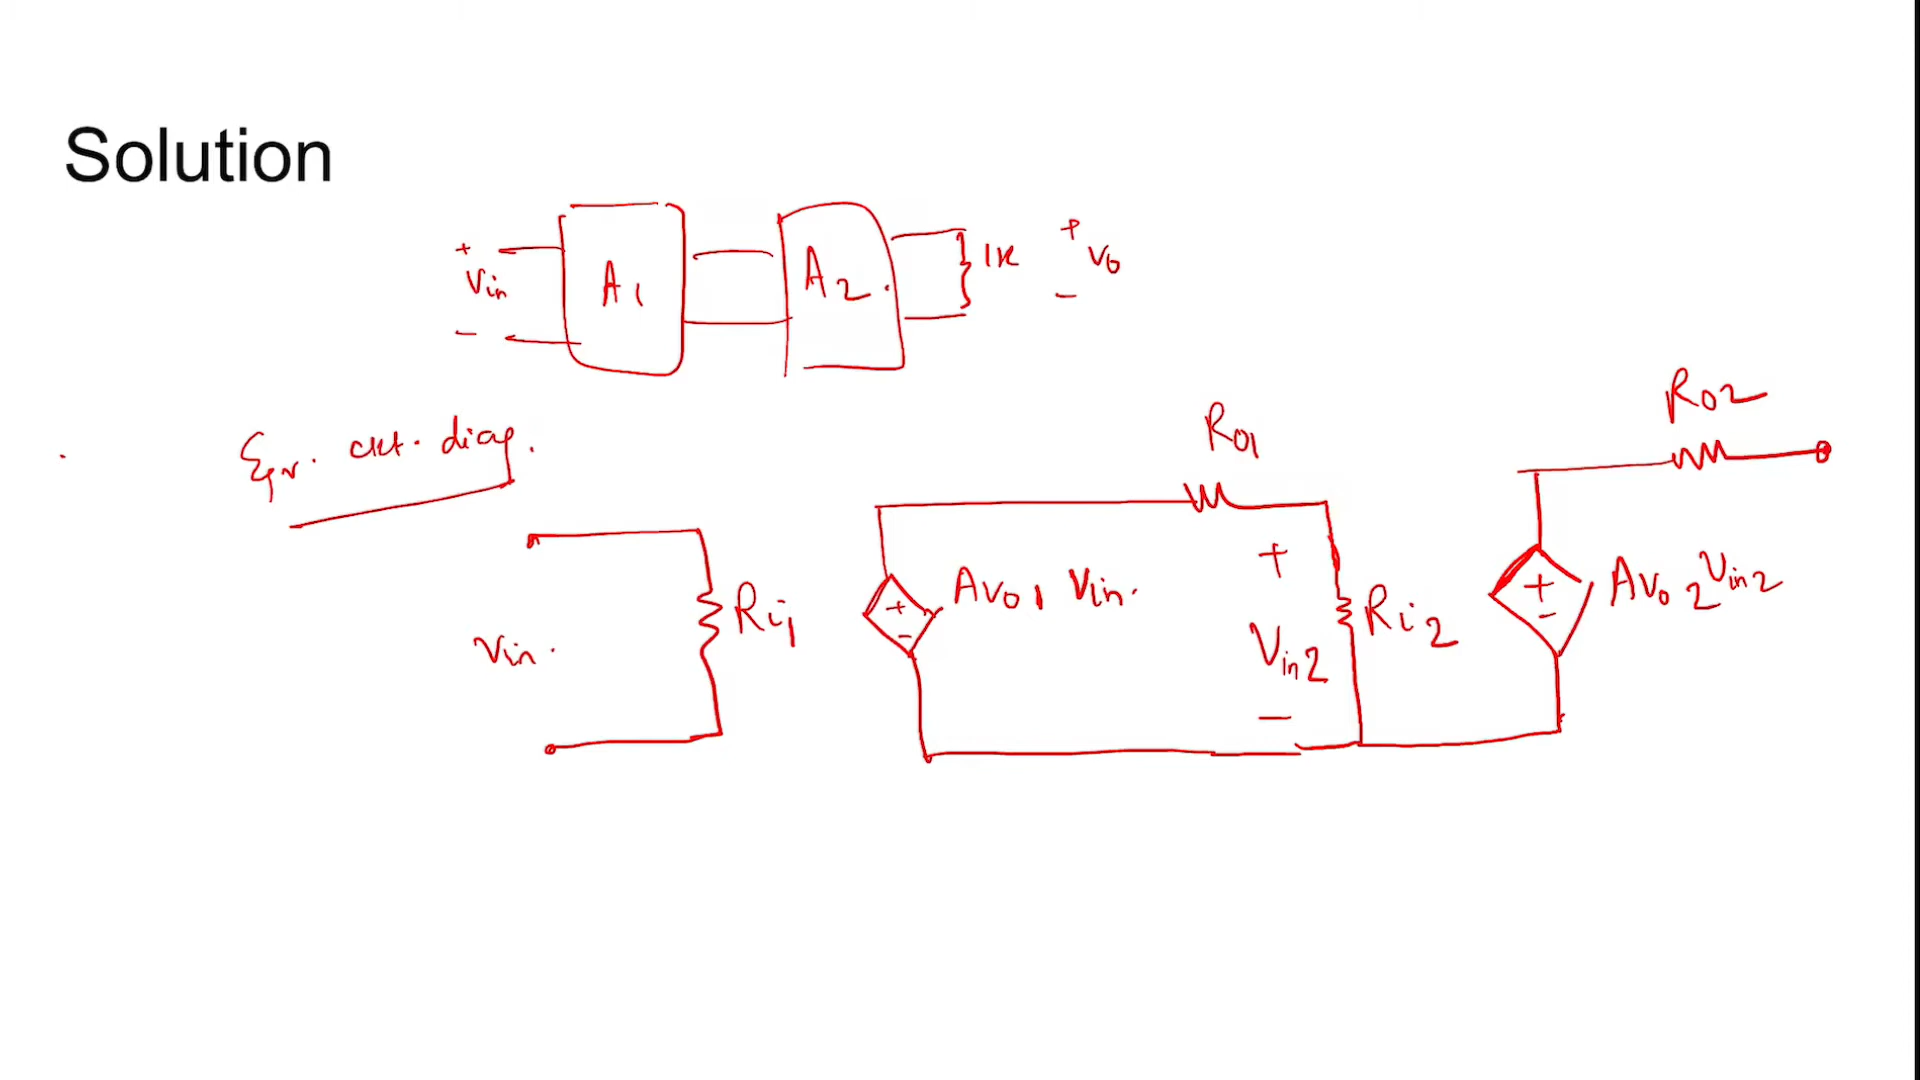 Solution
+ Vin -
A1
A2.
1K
+ Vo -
Eqv. ckt. diag.
Vin.
Ri1
+ -
Avo1 Vin.
Ro1
+ Vin2 -
Ri2
+ -
Avo2 Vin2
Ro2